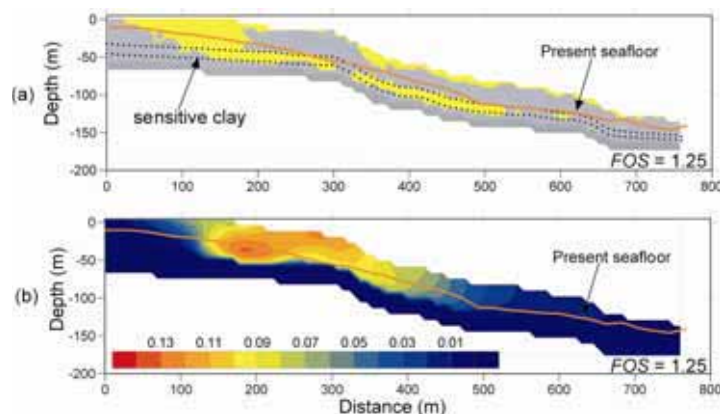 (a)
Depth (m)
0
-50
-100
-150
-200
sensitive clay
Present seafloor
FOS = 1.25
0 100 200 300 400 500 600 700 800
(b)
Depth (m)
0
-50
-100
-150
-200
Present seafloor
0.13 0.11 0.09 0.07 0.05 0.03 0.01
FOS = 1.25
0 100 200 300 400 500 600 700 800
Distance (m)